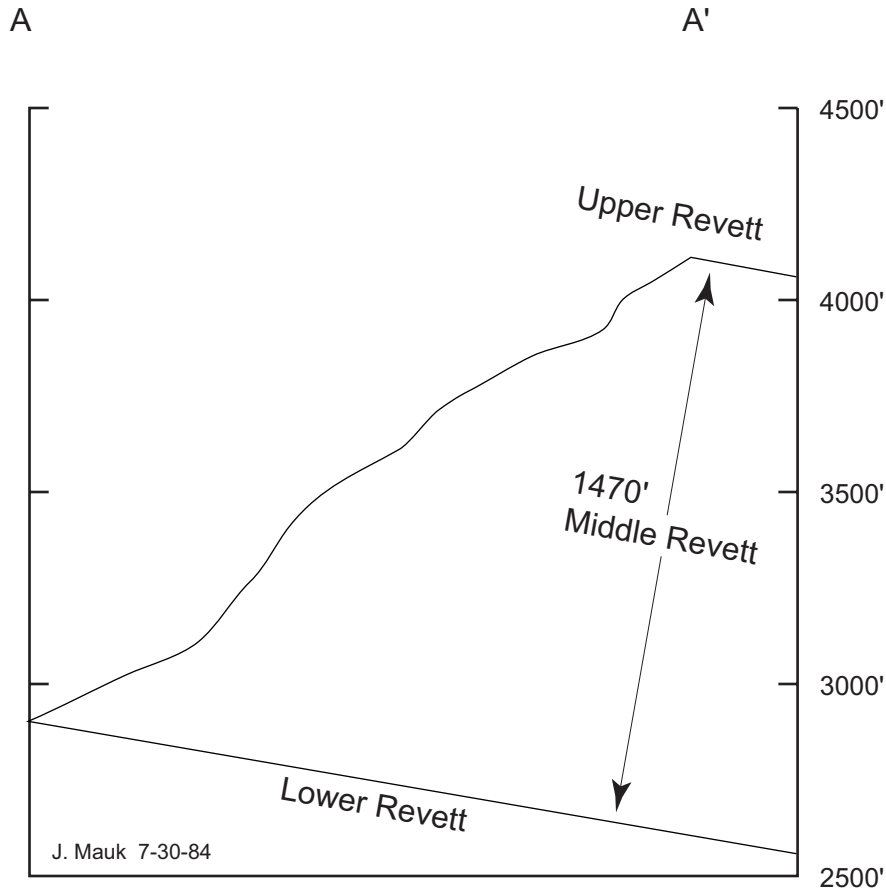 A
A'
4500'
Upper Revett
4000'
3500'
1470'
Middle Revett
3000'
Lower Revett
J. Mauk 7-30-84
2500'